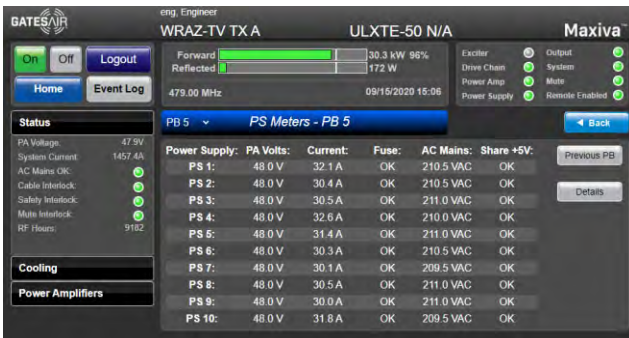 GATESAIR
eng, Engineer
WRAZ-TV TX A ULXTE-50 N/A Maxiva™
On Off Logout
Home Event Log
Forward 30.3 kW 96%
Reflected 172 W
479.00 MHz 09/15/2020 15:06
Exciter Output
Drive Chain System
Power Amp Mute
Power Supply Remote Enabled
Status
PA Voltage: 47.9V
System Current: 1457.4A
AC Mains OK:
Cable Interlock:
Safety Interlock:
Mute Interlock:
RF Hours: 9182
Cooling
Power Amplifiers
PB 5 PS Meters - PB 5 Back
Power Supply: PA Volts: Current: Fuse: AC Mains: Share +5V:
PS 1: 48.0 V 32.1 A OK 210.5 VAC OK
PS 2: 48.0 V 30.4 A OK 210.5 VAC OK
PS 3: 48.0 V 30.5 A OK 211.0 VAC OK
PS 4: 48.0 V 32.6 A OK 210.0 VAC OK
PS 5: 48.0 V 31.4 A OK 211.0 VAC OK
PS 6: 48.0 V 30.3 A OK 210.5 VAC OK
PS 7: 48.0 V 30.1 A OK 209.5 VAC OK
PS 8: 48.0 V 30.5 A OK 211.0 VAC OK
PS 9: 48.0 V 30.0 A OK 211.0 VAC OK
PS 10: 48.0 V 31.8 A OK 209.5 VAC OK
Previous PB
Details